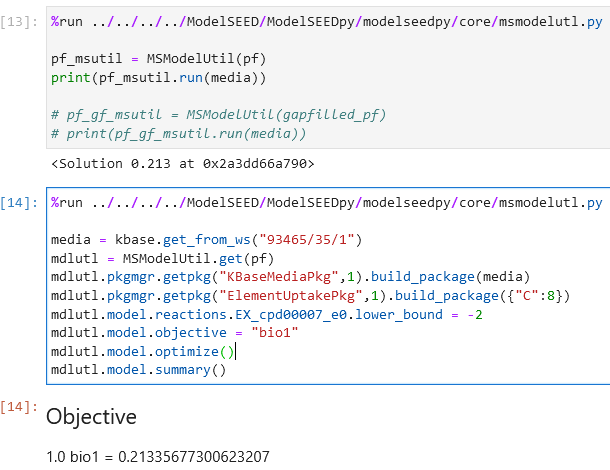 [13]:
%run ../../../../ModelSEED/ModelSEEDpy/modelseedpy/core/msmodelutl.py
pf_msutil = MSModelUtil(pf)
print(pf_msutil.run(media))
# pf_gf_msutil = MSModelUtil(gapfilled_pf)
# print(pf_gf_msutil.run(media))
<Solution 0.213 at 0x2a3dd66a790>
[14]:
%run ../../../../ModelSEED/ModelSEEDpy/modelseedpy/core/msmodelutl.py
media = kbase.get_from_ws("93465/35/1")
mdlutl = MSModelUtil.get(pf)
mdlutl.pkgmgr.getpkg("KBaseMediaPkg",1).build_package(media)
mdlutl.pkgmgr.getpkg("ElementUptakePkg",1).build_package({"C":8})
mdlutl.model.reactions.EX_cpd00007_e0.lower_bound = -2
mdlutl.model.objective = "bio1"
mdlutl.model.optimize()
mdlutl.model.summary()
[14]:
Objective
1.0 bio1 = 0.21335677300623207